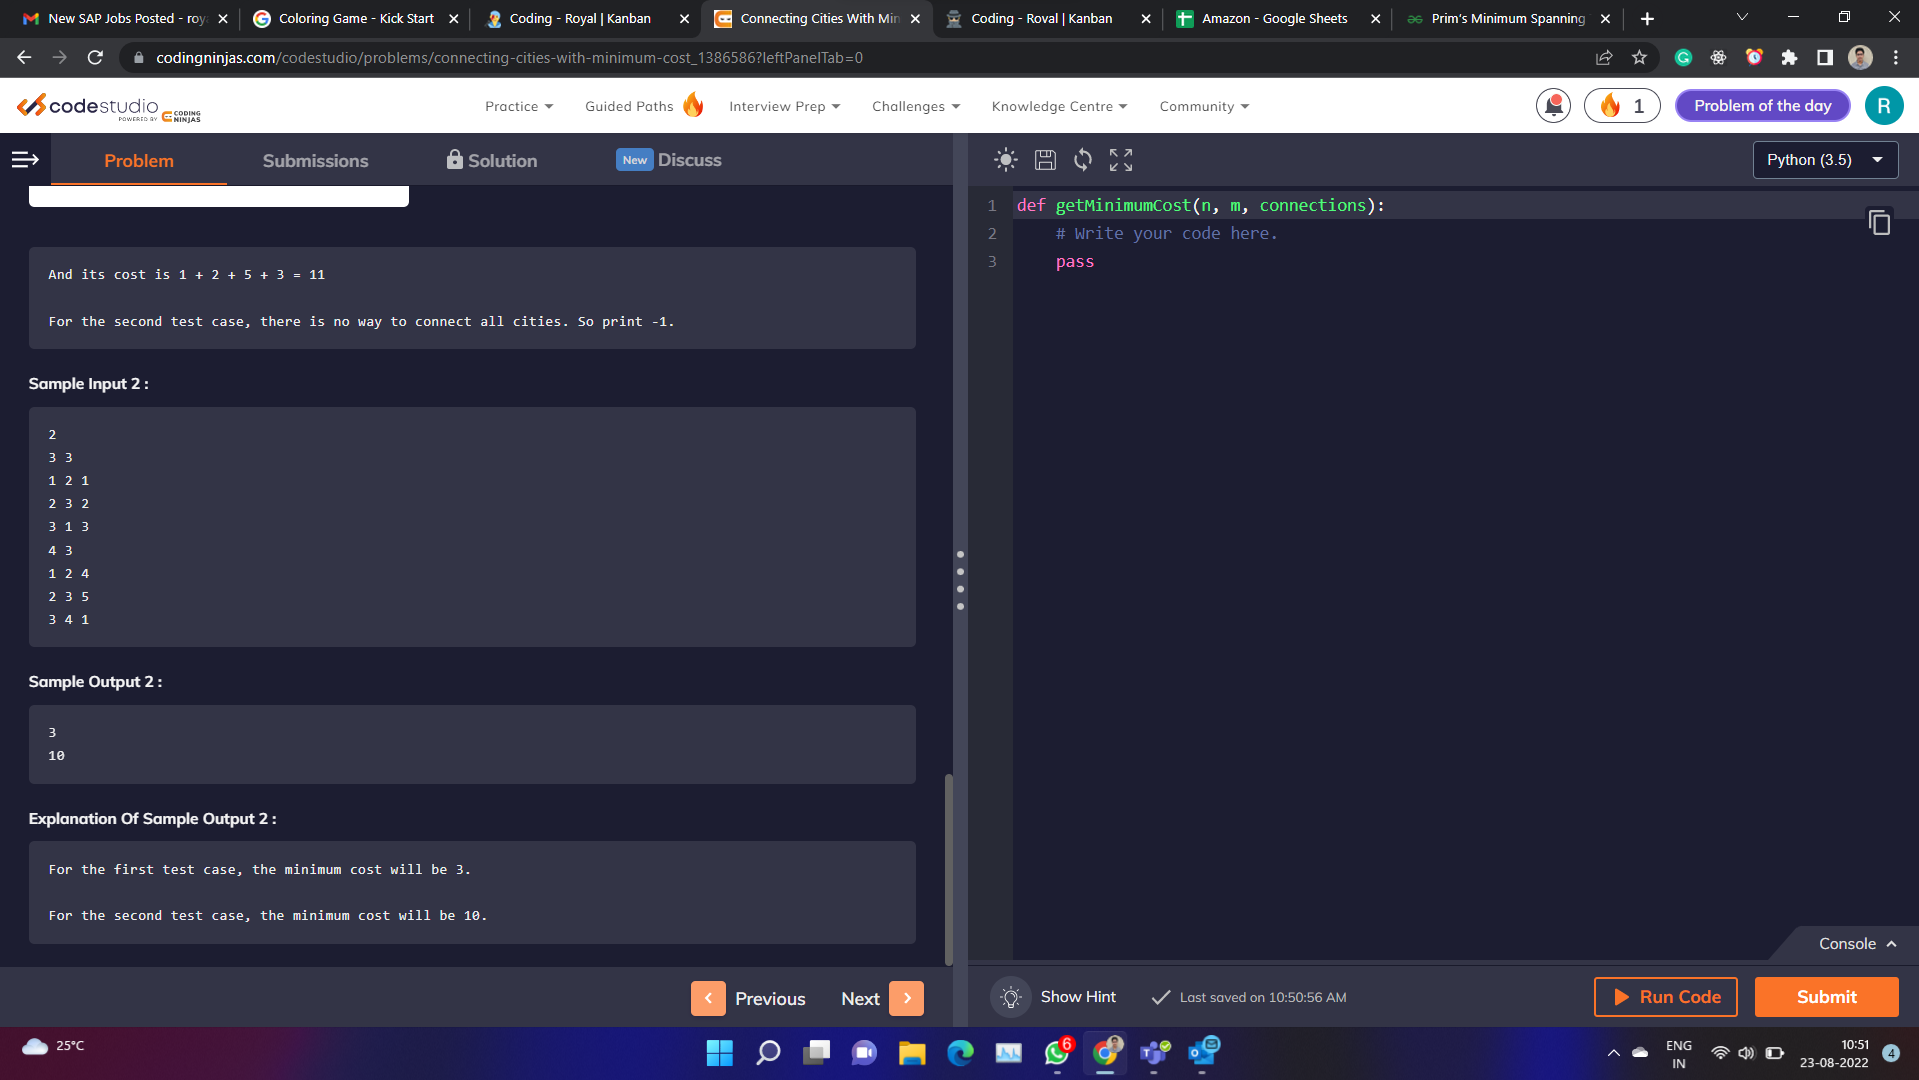 New SAP Jobs Posted - roya
Coloring Game - Kick Start
Coding - Royal | Kanban
Connecting Cities With Min
Coding - Royal | Kanban
Amazon - Google Sheets
Prim's Minimum Spanning
codingninjas.com/codestudio/problems/connecting-cities-with-minimum-cost_1386586?leftPanelTab=0
codestudio
POWERED BY CODING NINJAS
Practice
Guided Paths
Interview Prep
Challenges
Knowledge Centre
Community
1
Problem of the day
R
Problem
Submissions
Solution
New Discuss
Python (3.5)
And its cost is 1 + 2 + 5 + 3 = 11
For the second test case, there is no way to connect all cities. So print -1.
Sample Input 2 :
2
3 3
1 2 1
2 3 2
3 1 3
4 3
1 2 4
2 3 5
3 4 1
Sample Output 2 :
3
10
Explanation Of Sample Output 2 :
For the first test case, the minimum cost will be 3.
For the second test case, the minimum cost will be 10.
Previous
Next
1 def getMinimumCost(n, m, connections):
2 # Write your code here.
3 pass
Console
Show Hint
Last saved on 10:50:56 AM
Run Code
Submit
25°C
6
ENG
IN
10:51
23-08-2022
4